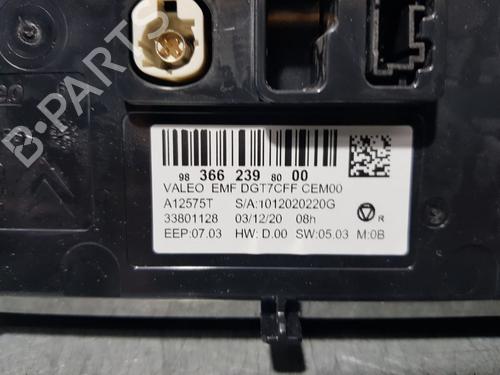 B-PARTS
98 366 239 80 00
VALEO EMF DGT7CFF CEM00
A12575T S/A:1012020220G
33801128 03/12/20 08h R
EEP:07.03 HW:D.00 SW:05.03 M:0B